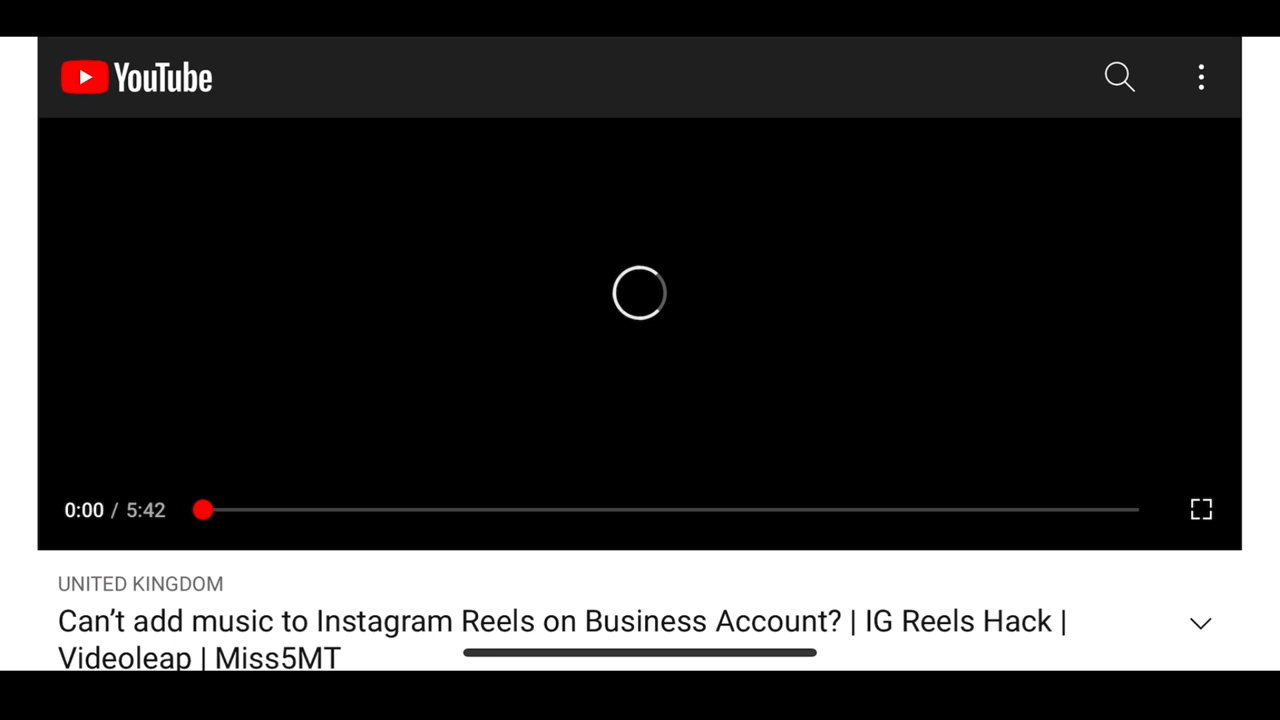 YouTube
0:00 / 5:42
UNITED KINGDOM
Can’t add music to Instagram Reels on Business Account? | IG Reels Hack |
Videoleap | Miss5MT